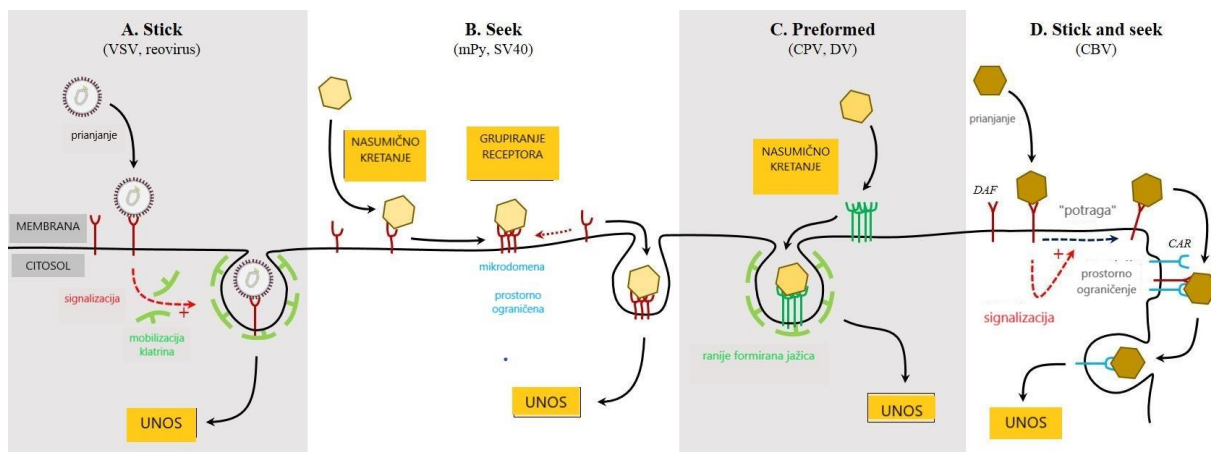 A. Stick
(VSV, reovirus)
prianjanje
MEMBRANA
CITOSOL
signalizacija
+
mobilizacija
klatrina
UNOS
B. Seek
(mPy, SV40)
NASUMIČNO
KRETANJE
GRUPIRANJE
RECEPTORA
mikrodomena
prostorno
ograničena
UNOS
C. Preformed
(CPV, DV)
NASUMIČNO
KRETANJE
ranije formirana jažica
UNOS
D. Stick and seek
(CBV)
prianjanje
DAF
"potraga"
+
CAR
prostorno
ograničenje
signalizacija
UNOS